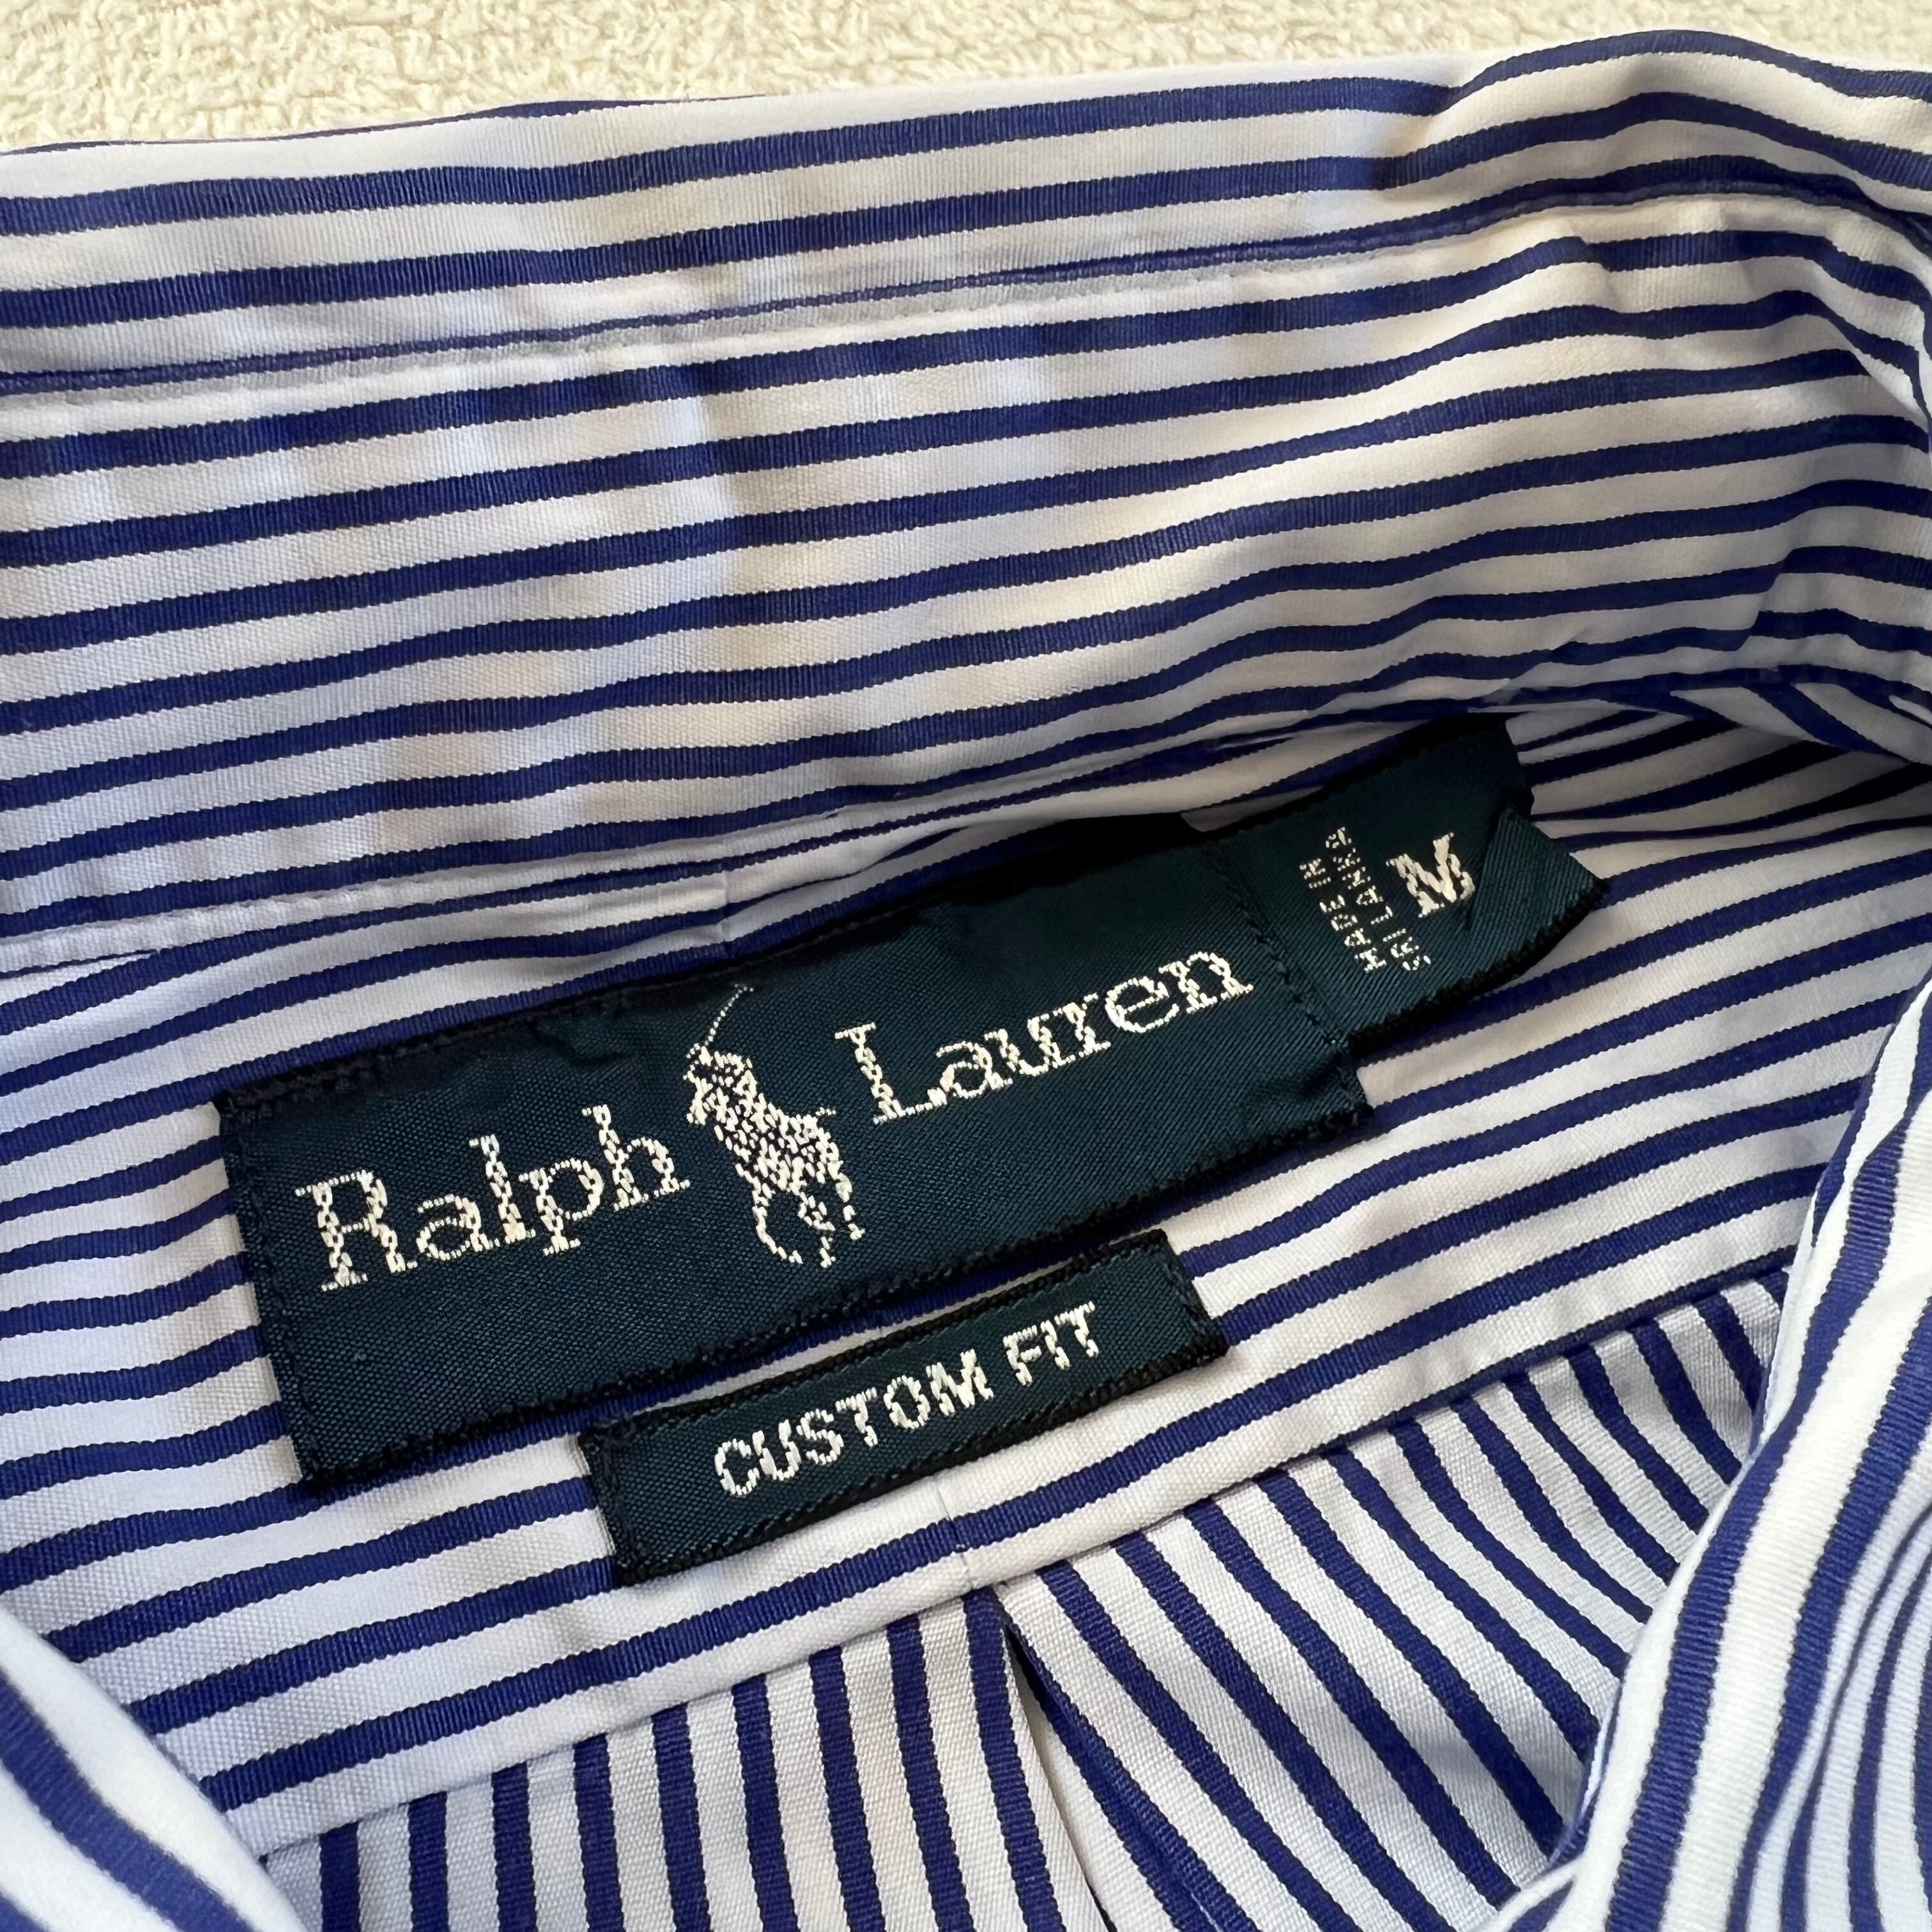 Ralph Lauren
MADE IN
SRI LANKA
M
CUSTOM FIT